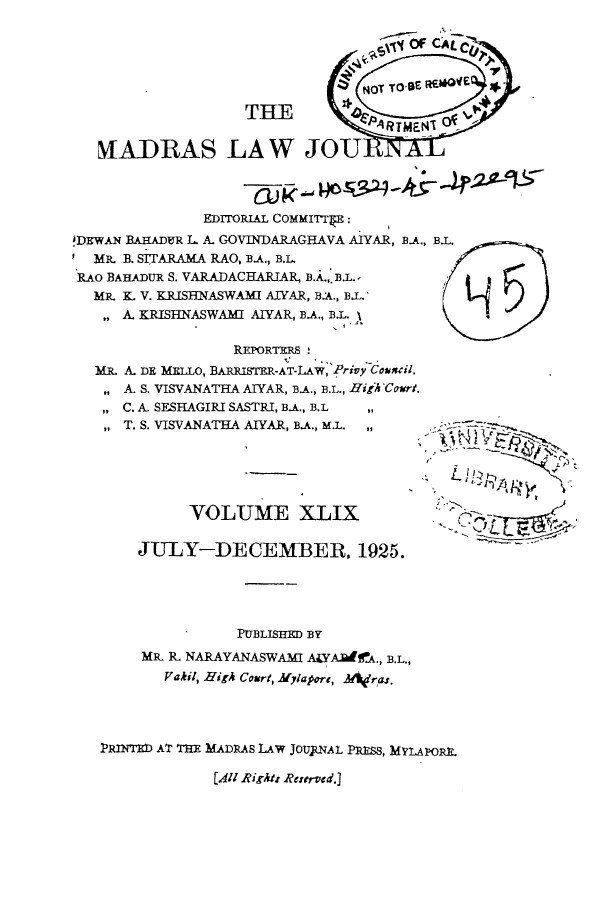 UNIVERSITY OF CALCUTTA
NOT TO BE REMOVED
DEPARTMENT OF LAW
THE
MADRAS LAW JOURNAL
EDITORIAL COMMITTEE:
DEWAN BAHADUR L. A. GOVINDARAGHAVA AIYAR, B.A., B.L.
MR. B. SITARAMA RAO, B.A., B.L.
RAO BAHADUR S. VARADACHARIAR, B.A., B.L.
MR. K. V. KRISHNASWAMI AIYAR, B.A., B.L.
„ A. KRISHNASWAMI AIYAR, B.A., B.L.
45
REPORTERS:
MR. A. DE MELLO, BARRISTER-AT-LAW, Privy Council.
„ A. S. VISVANATHA AIYAR, B.A., B.L., High Court.
„ C. A. SESHAGIRI SASTRI, B.A., B.L „
„ T. S. VISVANATHA AIYAR, B.A., M.L. „
UNIVERSITY
LIBRARY,
COLLEGE
VOLUME XLIX
JULY—DECEMBER, 1925.
PUBLISHED BY
MR. R. NARAYANASWAMI AIYAR, B.A., B.L.,
Vakil, High Court, Mylapore, Madras.
PRINTED AT THE MADRAS LAW JOURNAL PRESS, MYLAPORE.
[All Rights Reserved.]